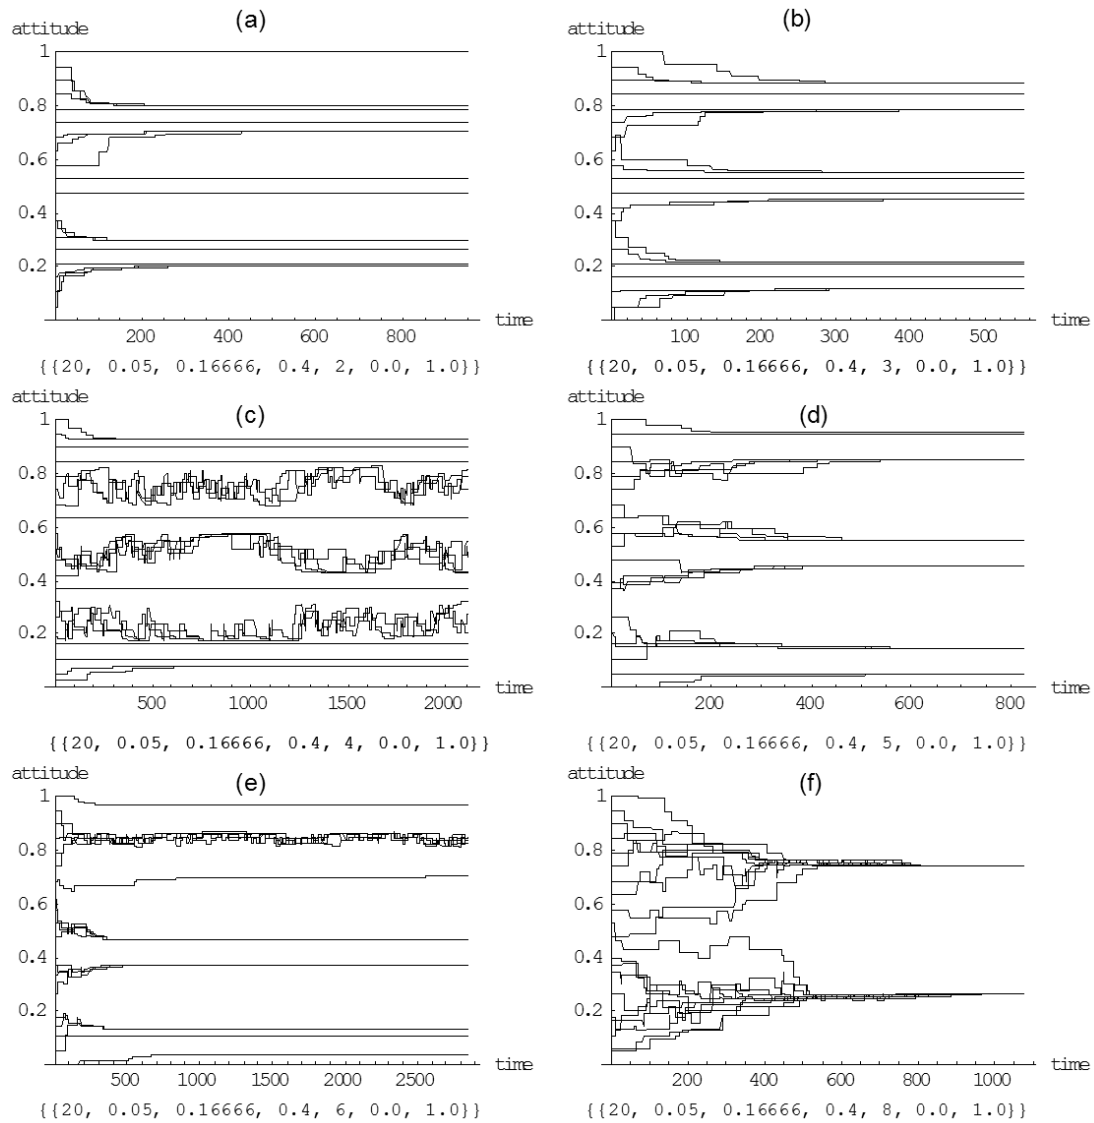 (a)
attitude
1
0.8
0.6
0.4
0.2
200 400 600 800 time
{{20, 0.05, 0.16666, 0.4, 2, 0.0, 1.0}}
(b)
attitude
1
0.8
0.6
0.4
0.2
100 200 300 400 500 time
{{20, 0.05, 0.16666, 0.4, 3, 0.0, 1.0}}
(c)
attitude
1
0.8
0.6
0.4
0.2
500 1000 1500 2000 time
{{20, 0.05, 0.16666, 0.4, 4, 0.0, 1.0}}
(d)
attitude
1
0.8
0.6
0.4
0.2
200 400 600 800 time
{{20, 0.05, 0.16666, 0.4, 5, 0.0, 1.0}}
(e)
attitude
1
0.8
0.6
0.4
0.2
500 1000 1500 2000 2500 time
{{20, 0.05, 0.16666, 0.4, 6, 0.0, 1.0}}
(f)
attitude
1
0.8
0.6
0.4
0.2
200 400 600 800 1000 time
{{20, 0.05, 0.16666, 0.4, 8, 0.0, 1.0}}